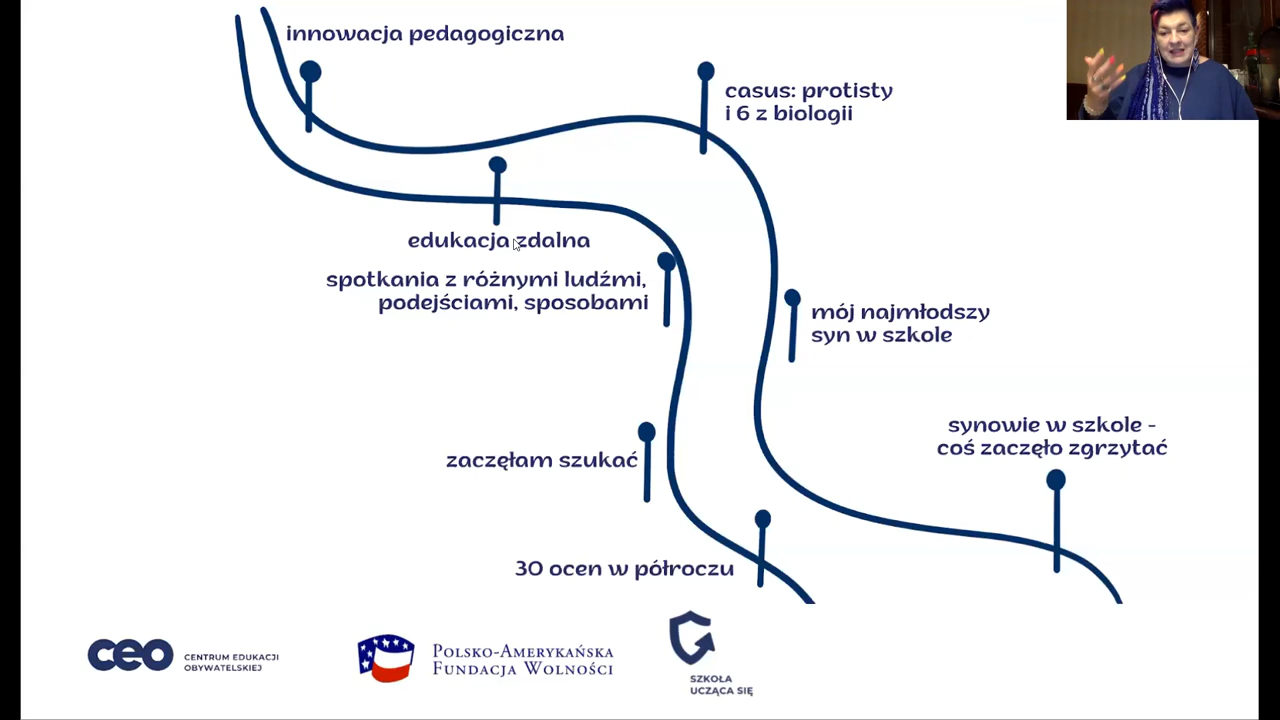 innowacja pedagogiczna
casus: protisty
i 6 z biologii
edukacja zdalna
spotkania z różnymi ludźmi,
podejściami, sposobami
mój najmłodszy
syn w szkole
synowie w szkole -
coś zaczęło zgrzytać
zaczęłam szukać
30 ocen w półroczu
ceo
CENTRUM EDUKACJI
OBYWATELSKIEJ
POLSKO-AMERYKAŃSKA
FUNDACJA WOLNOŚCI
SZKOŁA
UCZĄCA SIĘ